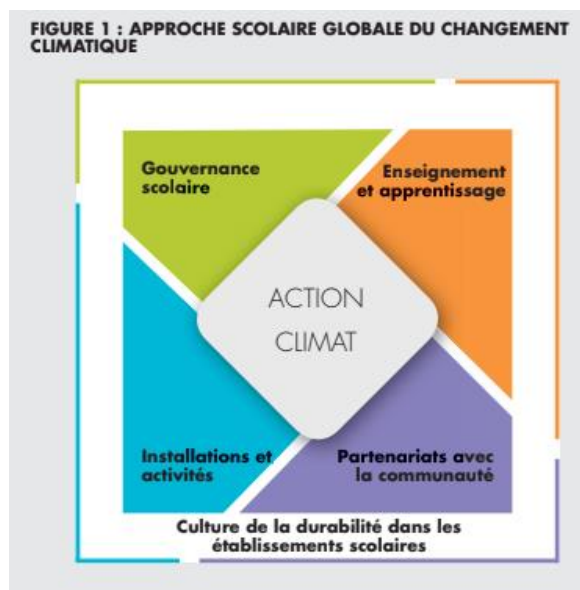 FIGURE 1 : APPROCHE SCOLAIRE GLOBALE DU CHANGEMENT
CLIMATIQUE
Gouvernance
scolaire
Enseignement
et apprentissage
ACTION
CLIMAT
Installations et
activités
Partenariats avec
la communauté
Culture de la durabilité dans les
établissements scolaires